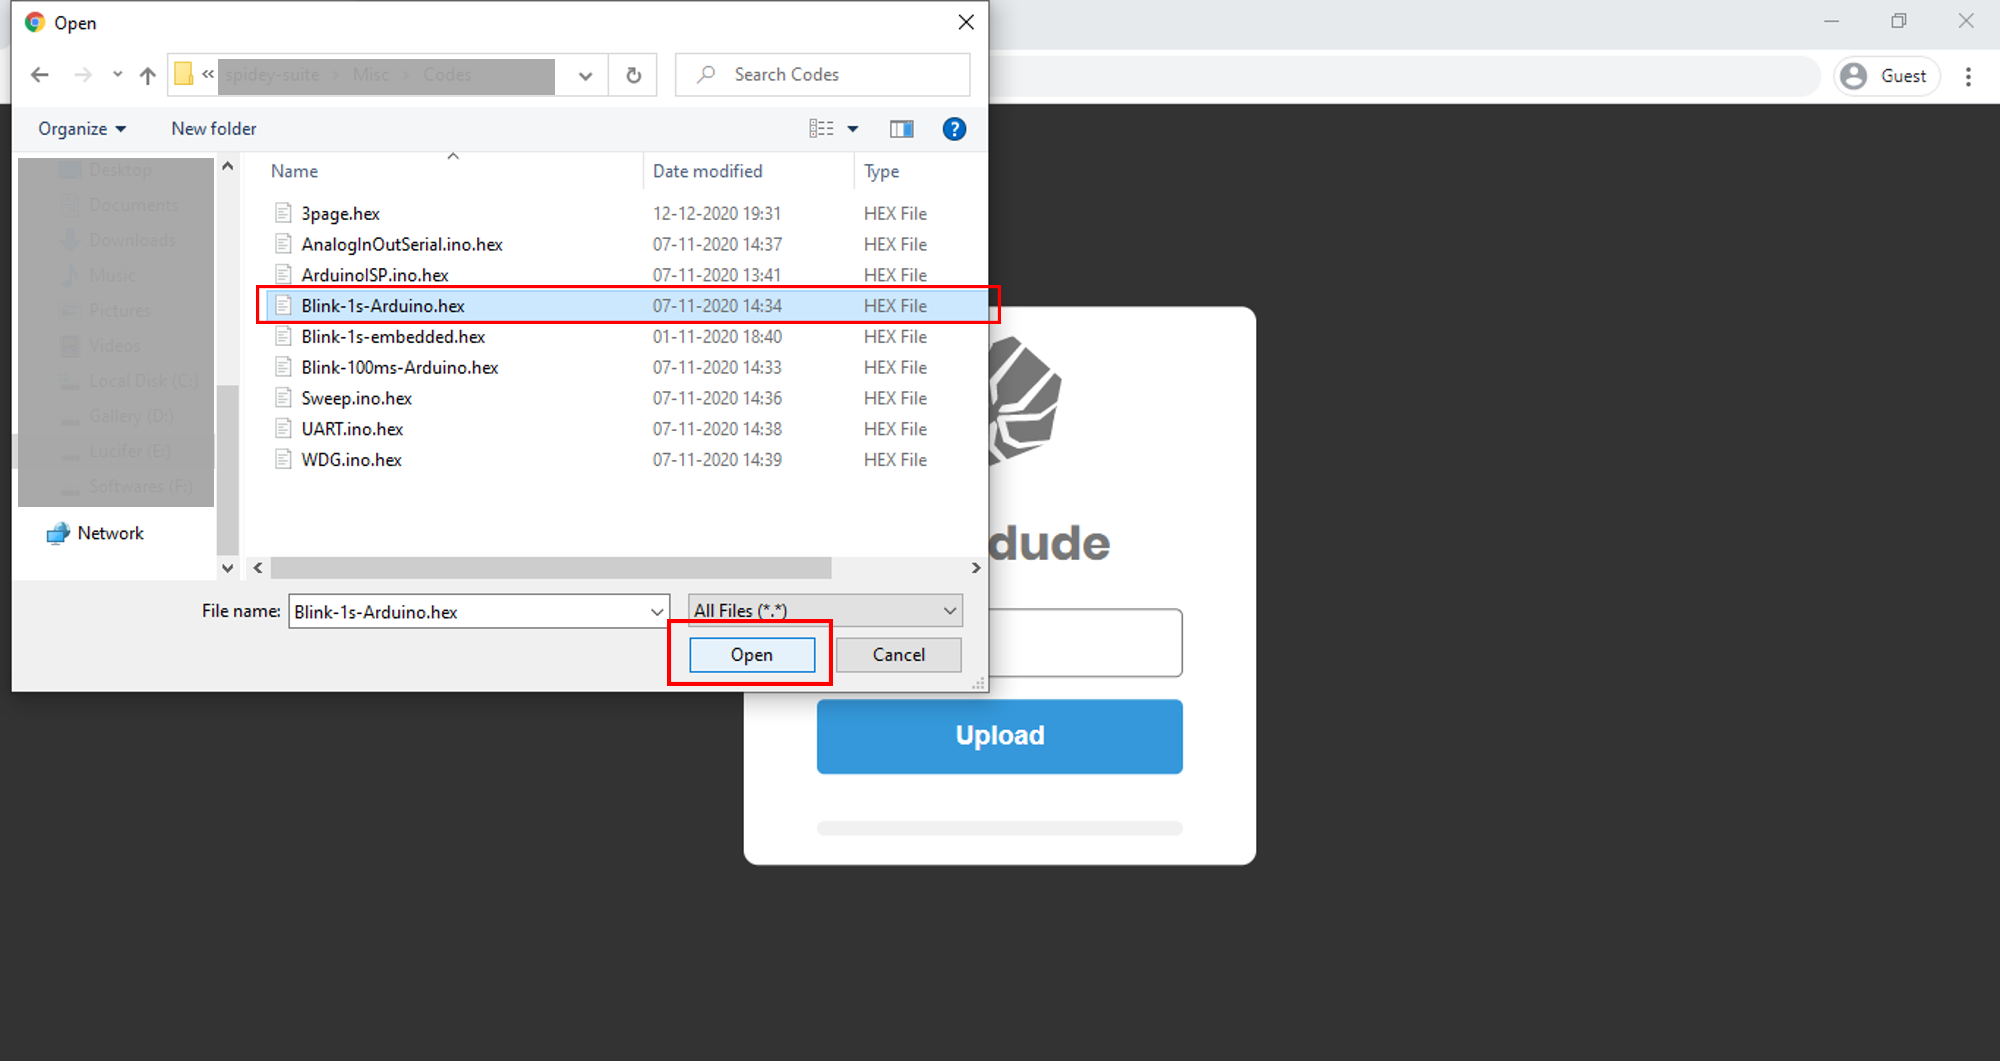 Open
« spidey-suite › Misc › Codes
Search Codes
Guest
Organize
New folder
Name
Date modified
Type
Desktop
Documents
Downloads
Music
Pictures
Videos
Local Disk (C:)
Gallery (D:)
Lucifer (E:)
Softwares (F:)
Network
3page.hex 12-12-2020 19:31 HEX File
AnalogInOutSerial.ino.hex 07-11-2020 14:37 HEX File
ArduinoISP.ino.hex 07-11-2020 13:41 HEX File
Blink-1s-Arduino.hex 07-11-2020 14:34 HEX File
Blink-1s-embedded.hex 01-11-2020 18:40 HEX File
Blink-100ms-Arduino.hex 07-11-2020 14:33 HEX File
Sweep.ino.hex 07-11-2020 14:36 HEX File
UART.ino.hex 07-11-2020 14:38 HEX File
WDG.ino.hex 07-11-2020 14:39 HEX File
dude
File name: Blink-1s-Arduino.hex All Files (*.*)
Open Cancel
Upload